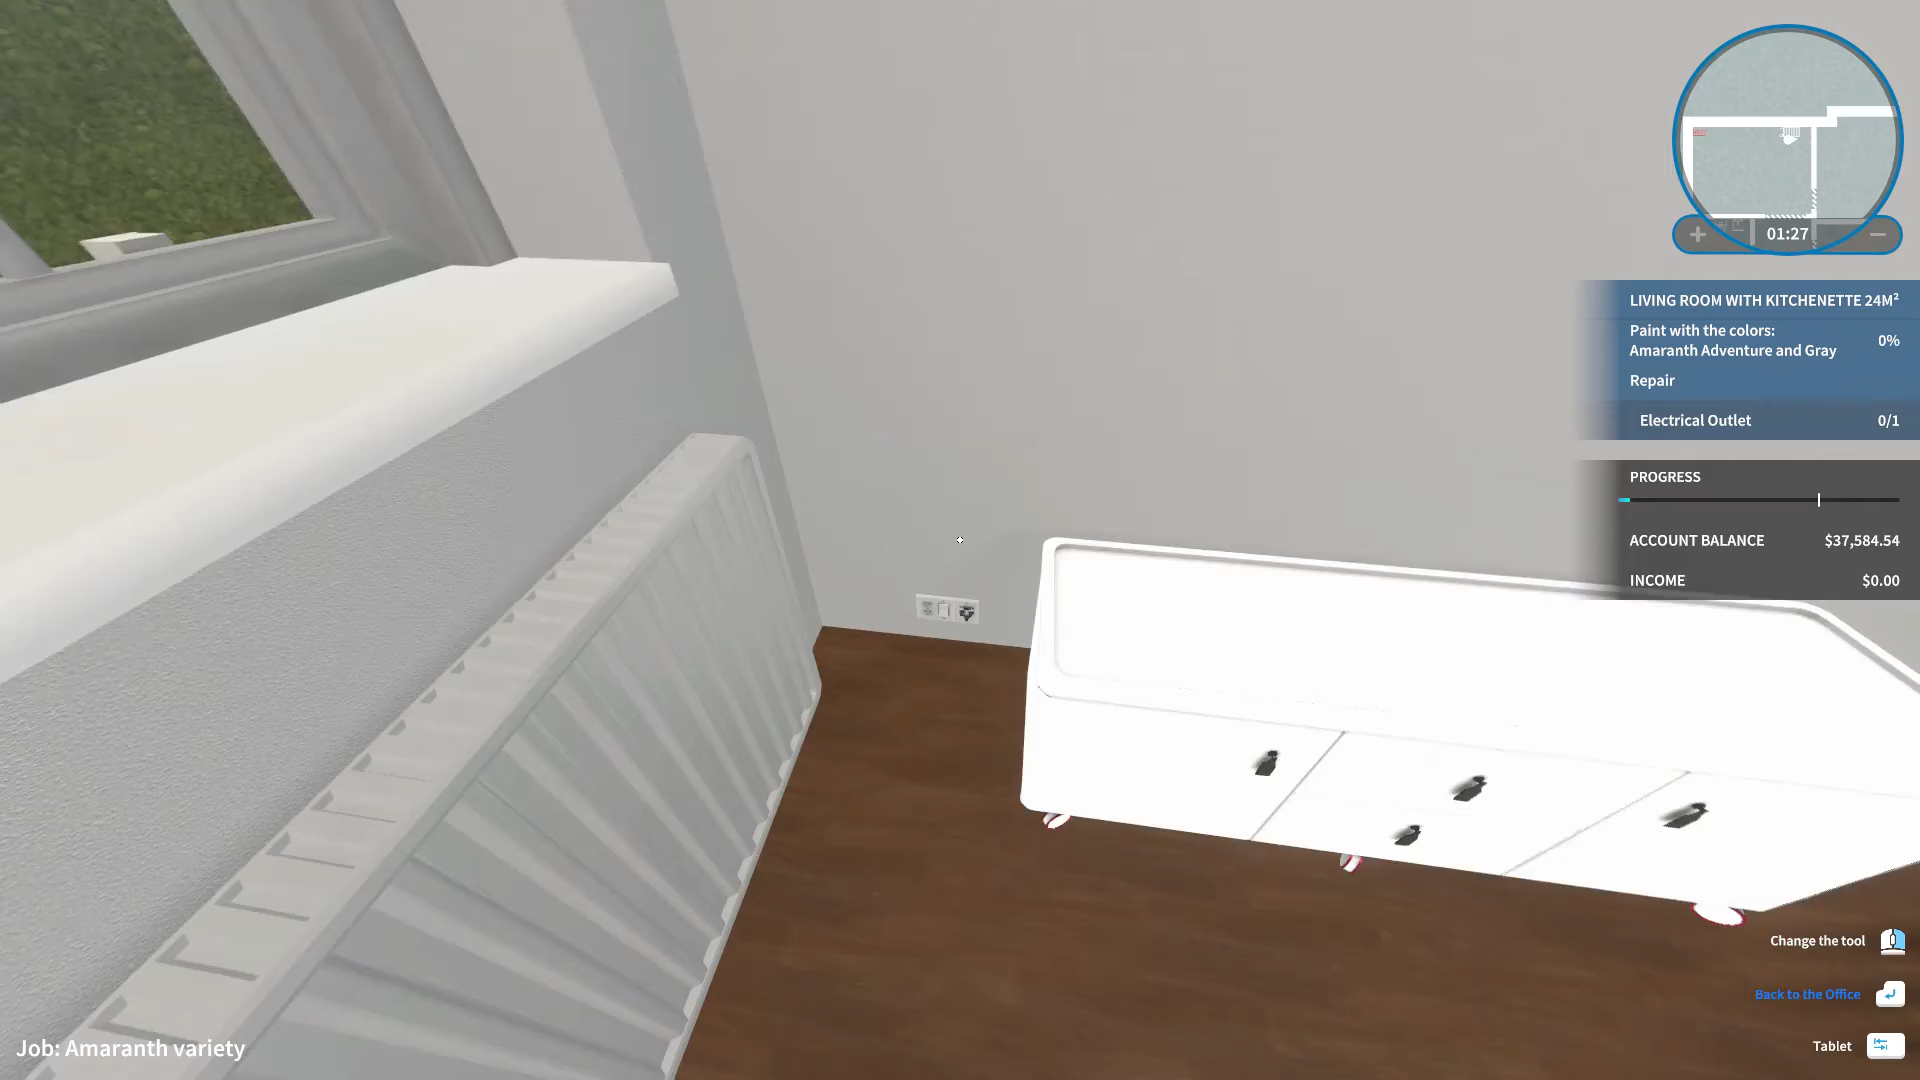 01:27
LIVING ROOM WITH KITCHENETTE 24M²
Paint with the colors:
Amaranth Adventure and Gray
0%
Repair
Electrical Outlet 0/1
PROGRESS
ACCOUNT BALANCE $37,584.54
INCOME $0.00
Change the tool
Back to the Office
Tablet
Job: Amaranth variety